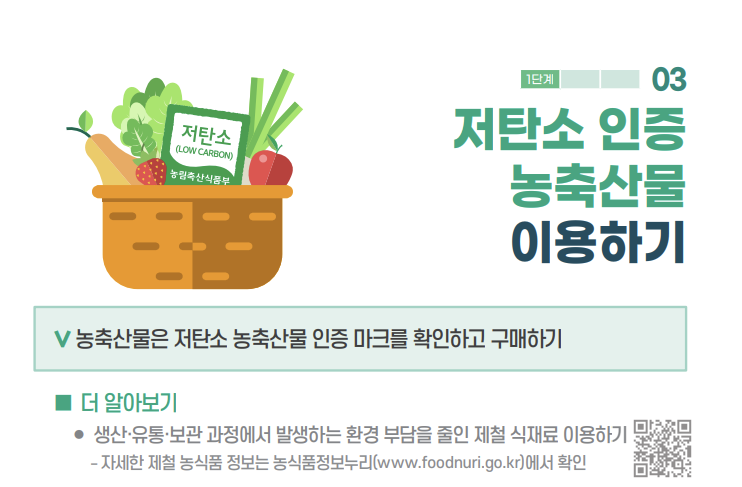 1단계
03
저탄소 인증
농축산물
이용하기
저탄소
(LOW CARBON)
농림축산식품부
V 농축산물은 저탄소 농축산물 인증 마크를 확인하고 구매하기
■ 더 알아보기
● 생산·유통·보관 과정에서 발생하는 환경 부담을 줄인 제철 식재료 이용하기
- 자세한 제철 농식품 정보는 농식품정보누리(www.foodnuri.go.kr)에서 확인